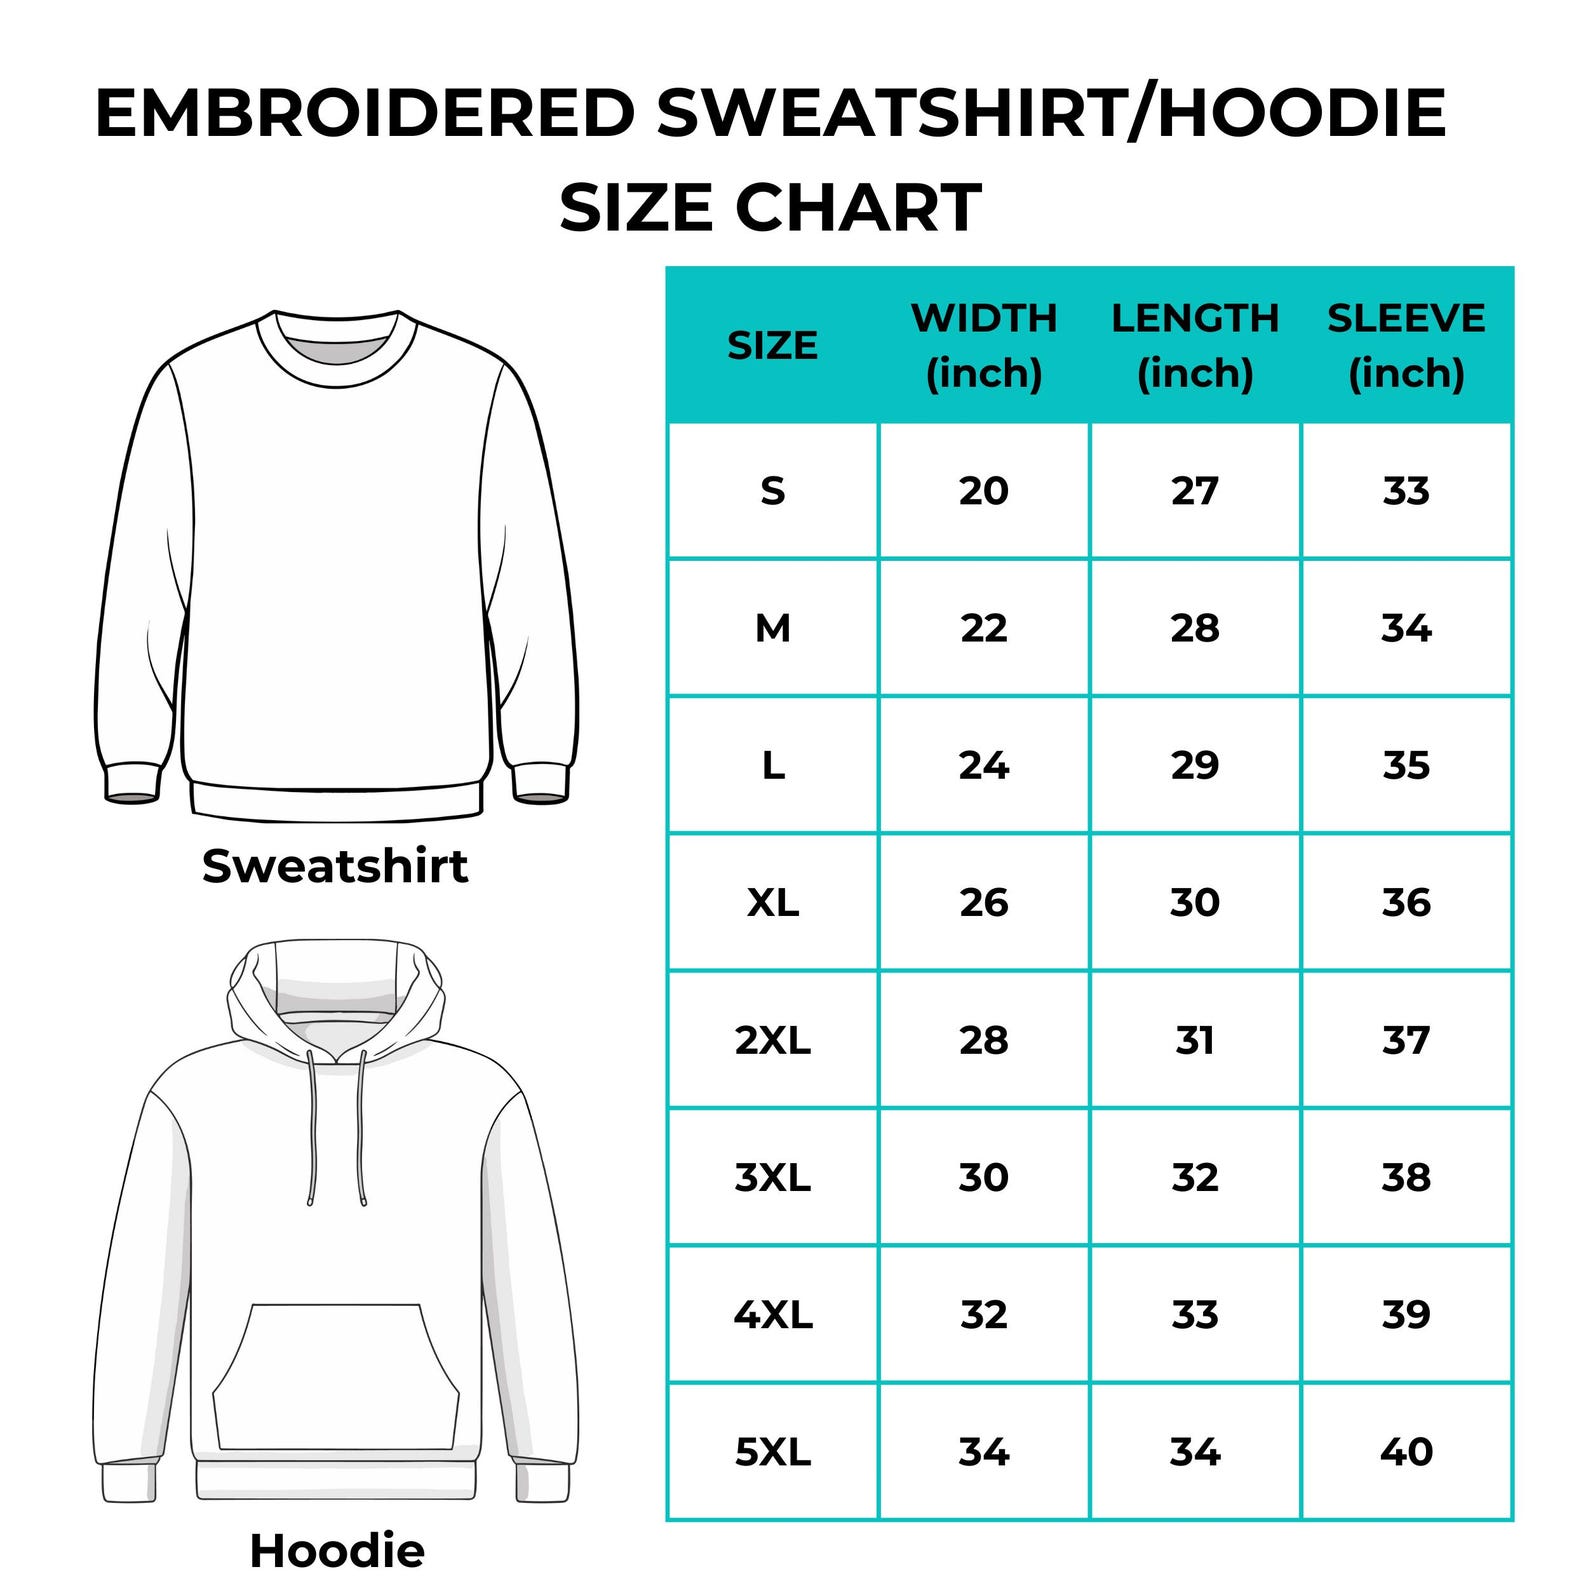 EMBROIDERED SWEATSHIRT/HOODIE
SIZE CHART
SIZE WIDTH (inch) LENGTH (inch) SLEEVE (inch)
S 20 27 33
M 22 28 34
L 24 29 35
XL 26 30 36
2XL 28 31 37
3XL 30 32 38
4XL 32 33 39
5XL 34 34 40
Sweatshirt
Hoodie